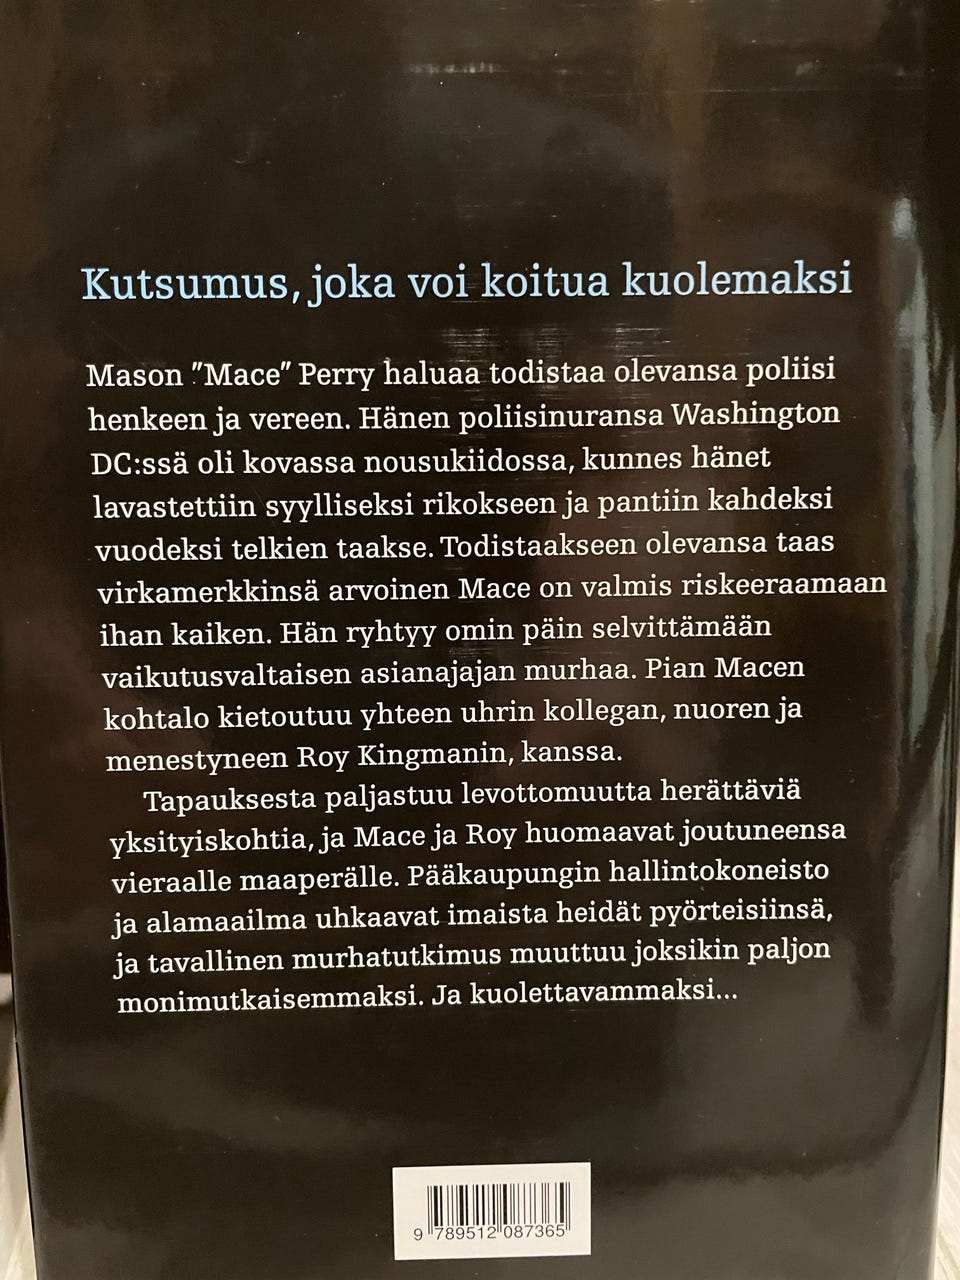 Kutsumus, joka voi koitua kuolemaksi
Mason "Mace" Perry haluaa todistaa olevansa poliisi
henkeen ja vereen. Hänen poliisinuransa Washington
DC:ssä oli kovassa nousukiidossa, kunnes hänet
lavastettiin syylliseksi rikokseen ja pantiin kahdeksi
vuodeksi telkien taakse. Todistaakseen olevansa taas
virkamerkkinsä arvoinen Mace on valmis riskeeraamaan
ihan kaiken. Hän ryhtyy omin päin selvittämään
vaikutusvaltaisen asianajajan murhaa. Pian Macen
kohtalo kietoutuu yhteen uhrin kollegan, nuoren ja
menestyneen Roy Kingmanin, kanssa.
Tapauksesta paljastuu levottomuutta herättäviä
yksityiskohtia, ja Mace ja Roy huomaavat joutuneensa
vieraalle maaperälle. Pääkaupungin hallintokoneisto
ja alamaailma uhkaavat imaista heidät pyörteisiinsä,
ja tavallinen murhatutkimus muuttuu joksikin paljon
monimutkaisemmaksi. Ja kuolettavammaksi...
9 789512 087365